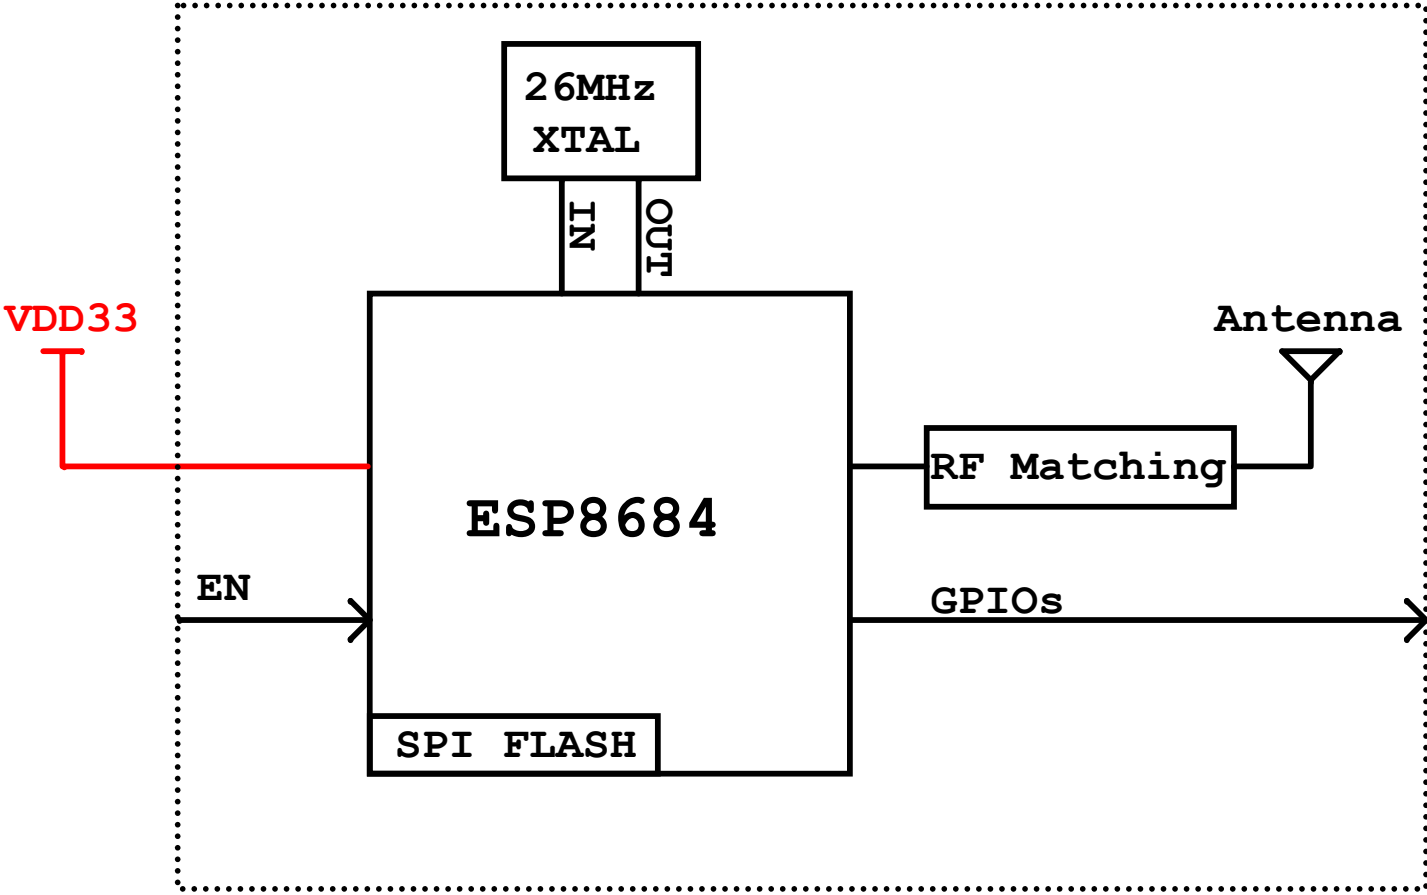 26MHz
XTAL
IN
OUT
VDD33
Antenna
RF Matching
ESP8684
EN
GPIOs
SPI FLASH